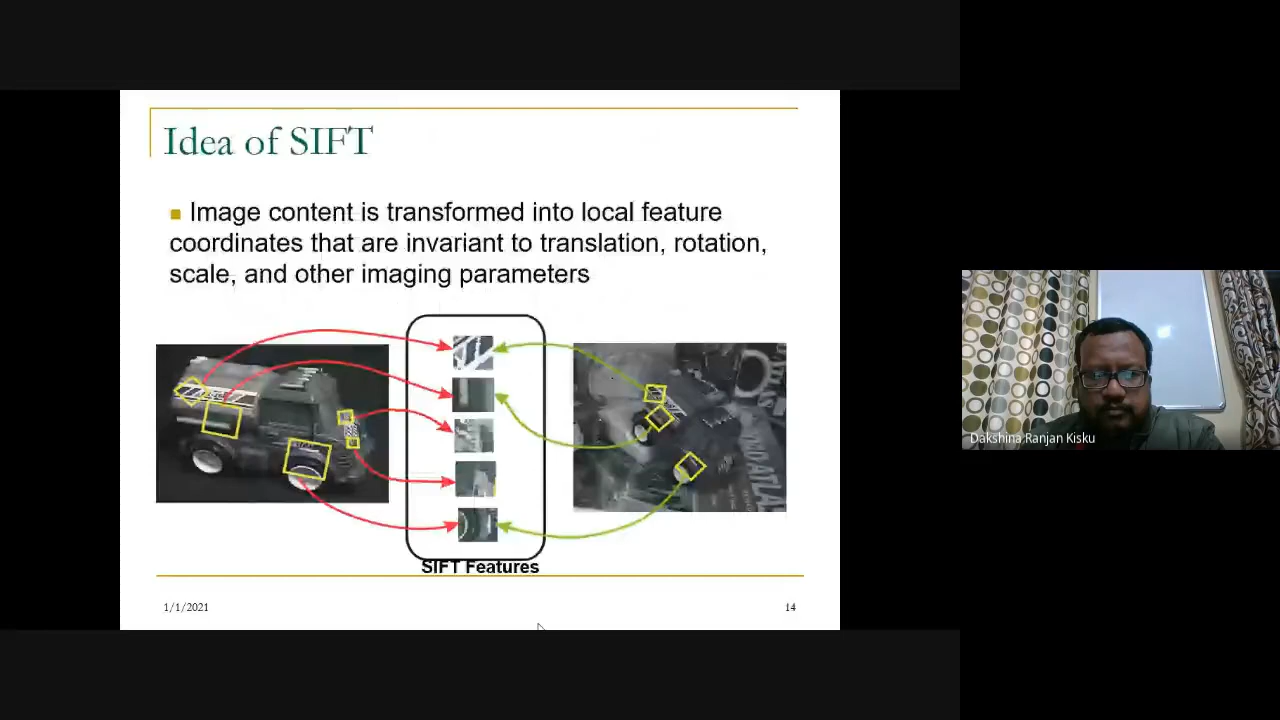 Idea of SIFT
Image content is transformed into local feature
coordinates that are invariant to translation, rotation,
scale, and other imaging parameters
SIFT Features
1/1/2021
14
Dakshina Ranjan Kisku